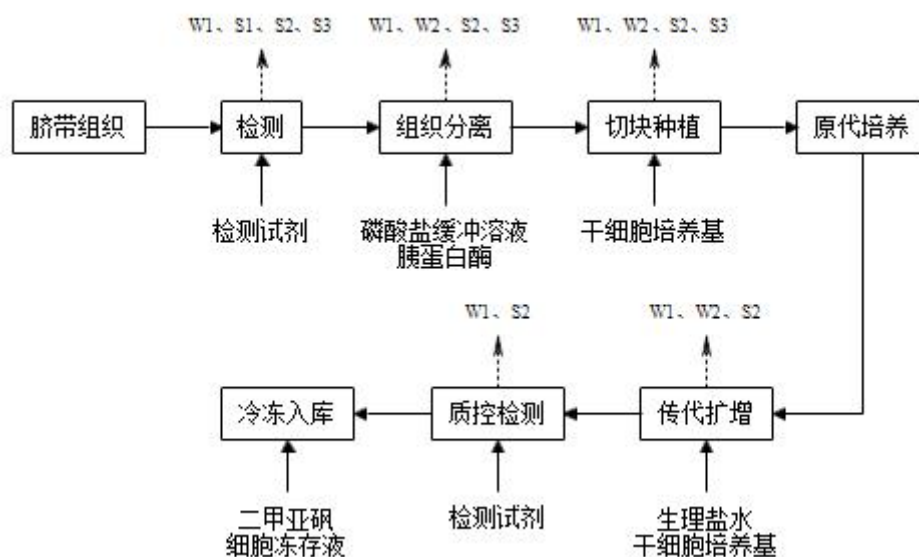 W1、S1、S2、S3
W1、W2、S2、S3
W1、W2、S2、S3
脐带组织
检测
组织分离
切块种植
原代培养
检测试剂
磷酸盐缓冲溶液
胰蛋白酶
干细胞培养基
W1、S2
W1、W2、S2
冷冻入库
质控检测
传代扩增
二甲亚砜
细胞冻存液
检测试剂
生理盐水
干细胞培养基